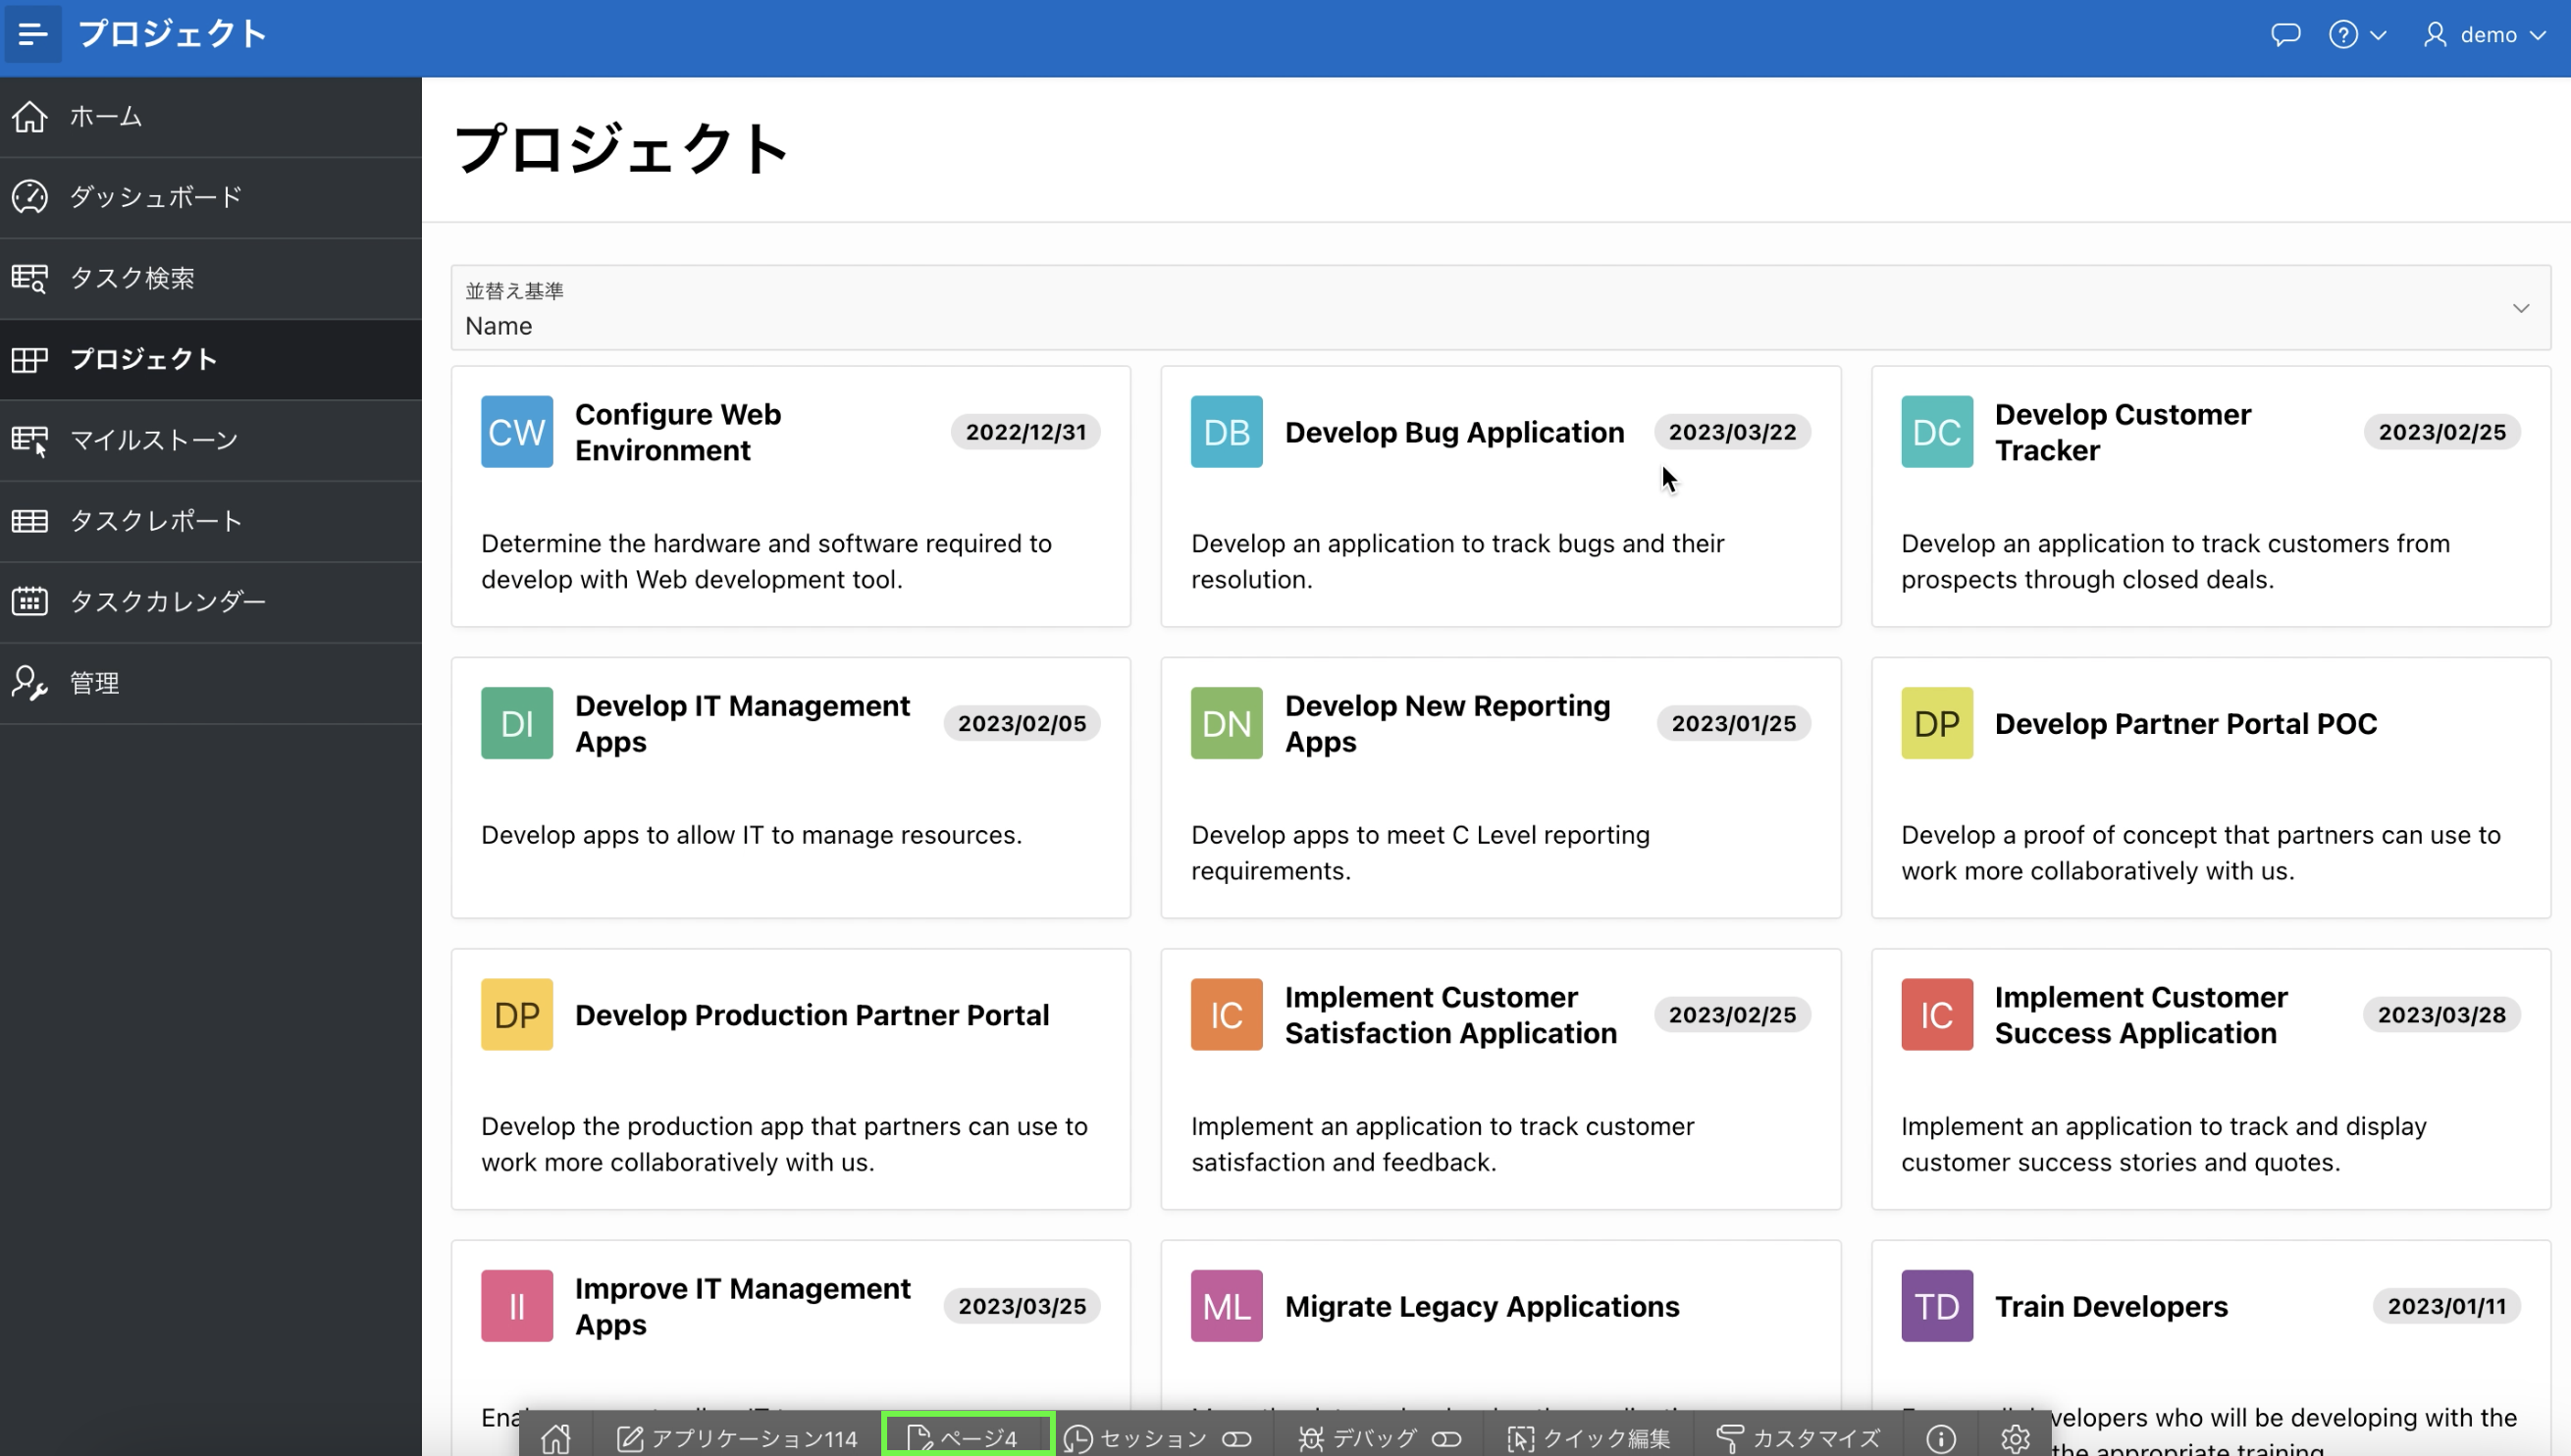 プロジェクト
demo
ホーム
ダッシュボード
タスク検索
プロジェクト
マイルストーン
タスクレポート
タスクカレンダー
管理
プロジェクト
並替え基準
Name
CW
Configure Web
Environment
2022/12/31
Determine the hardware and software required to
develop with Web development tool.
DB
Develop Bug Application
2023/03/22
Develop an application to track bugs and their
resolution.
DC
Develop Customer
Tracker
2023/02/25
Develop an application to track customers from
prospects through closed deals.
DI
Develop IT Management
Apps
2023/02/05
Develop apps to allow IT to manage resources.
DN
Develop New Reporting
Apps
2023/01/25
Develop apps to meet C Level reporting
requirements.
DP
Develop Partner Portal POC
Develop a proof of concept that partners can use to
work more collaboratively with us.
DP
Develop Production Partner Portal
Develop the production app that partners can use to
work more collaboratively with us.
IC
Implement Customer
Satisfaction Application
2023/02/25
Implement an application to track customer
satisfaction and feedback.
IC
Implement Customer
Success Application
2023/03/28
Implement an application to track and display
customer success stories and quotes.
II
Improve IT Management
Apps
2023/03/25
ML
Migrate Legacy Applications
TD
Train Developers
2023/01/11
who will be developing with the
the appropriate training.
アプリケーション114
ページ4
セッション
デバッグ
クイック編集
カスタマイズ